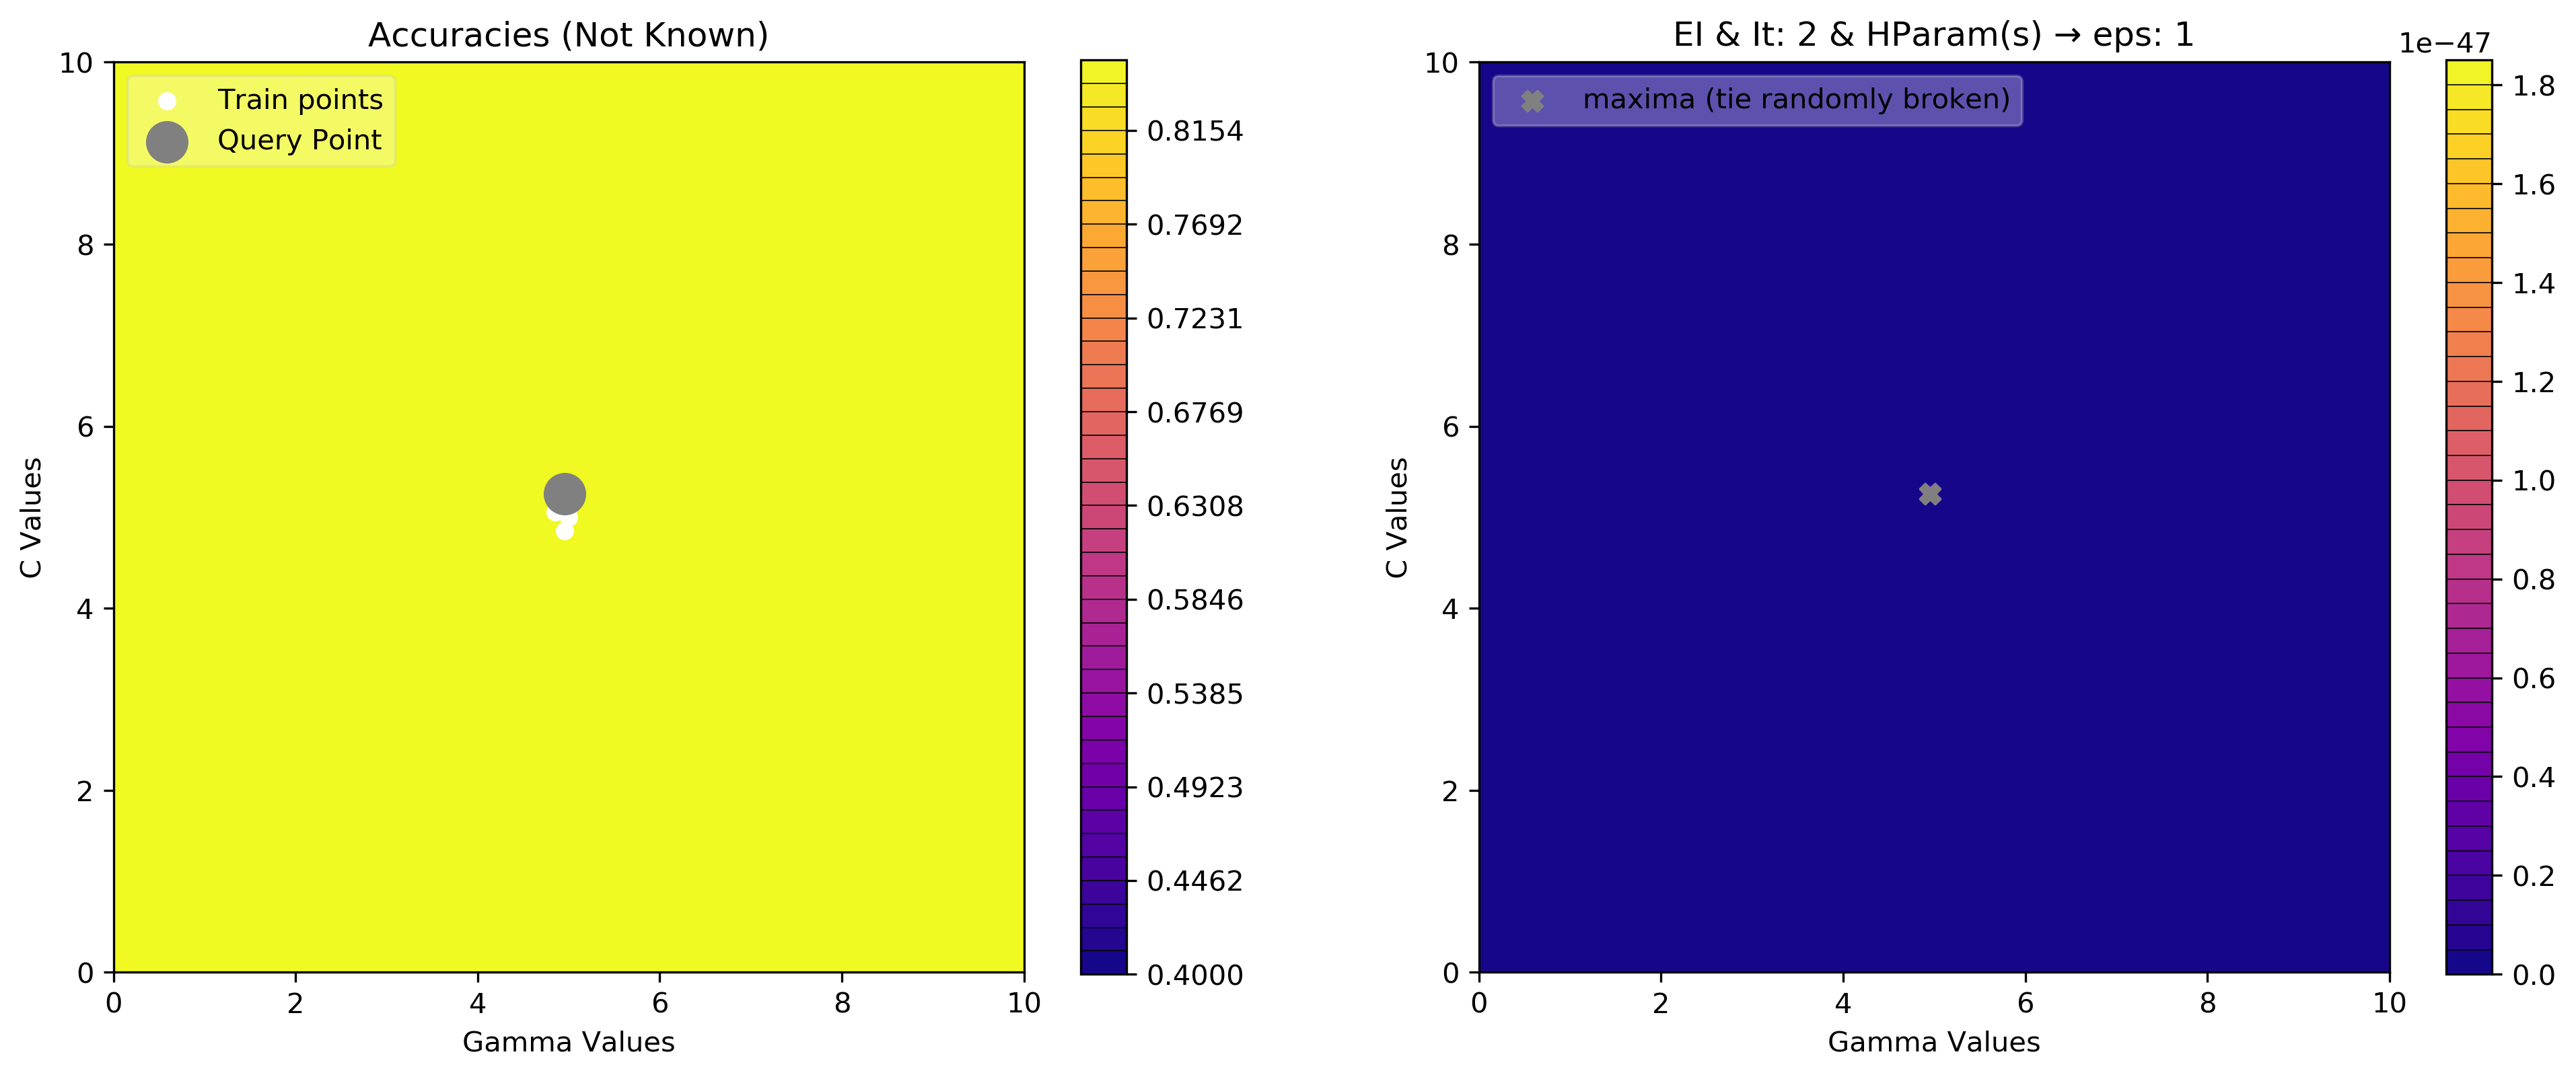 Accuracies (Not Known)
Train points
Query Point
10
8
6
4
2
0
C Values
0 2 4 6 8 10
Gamma Values
0.8154
0.7692
0.7231
0.6769
0.6308
0.5846
0.5385
0.4923
0.4462
0.4000
EI & It: 2 & HParam(s) → eps: 1
maxima (tie randomly broken)
10
8
6
4
2
0
C Values
0 2 4 6 8 10
Gamma Values
1e−47
1.8
1.6
1.4
1.2
1.0
0.8
0.6
0.4
0.2
0.0